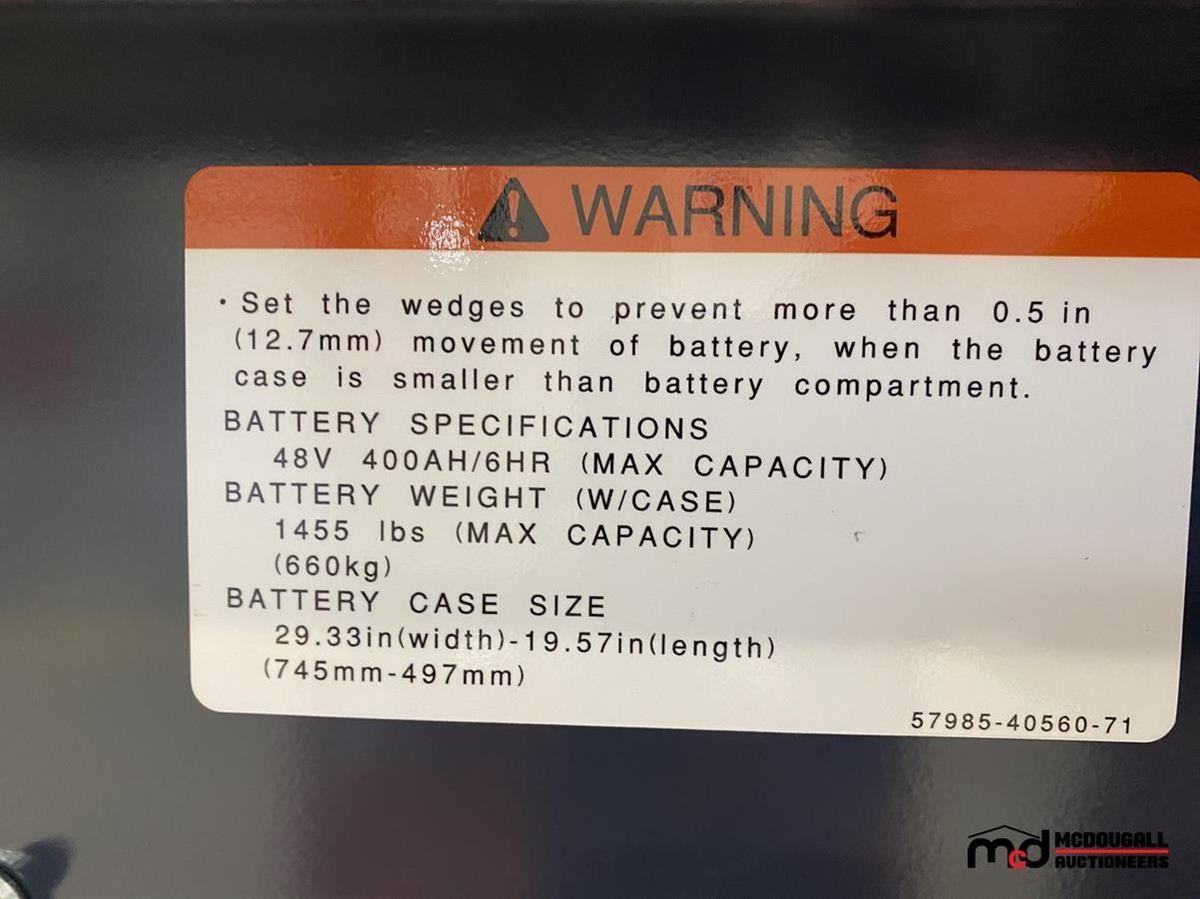 WARNING
· Set the wedges to prevent more than 0.5 in
(12.7mm) movement of battery, when the battery
case is smaller than battery compartment.
BATTERY SPECIFICATIONS
48V 400AH/6HR (MAX CAPACITY)
BATTERY WEIGHT (W/CASE)
1455 lbs (MAX CAPACITY)
(660kg)
BATTERY CASE SIZE
29.33in(width)-19.57in(length)
(745mm-497mm)
57985-40560-71
mcd MCDOUGALL
AUCTIONEERS